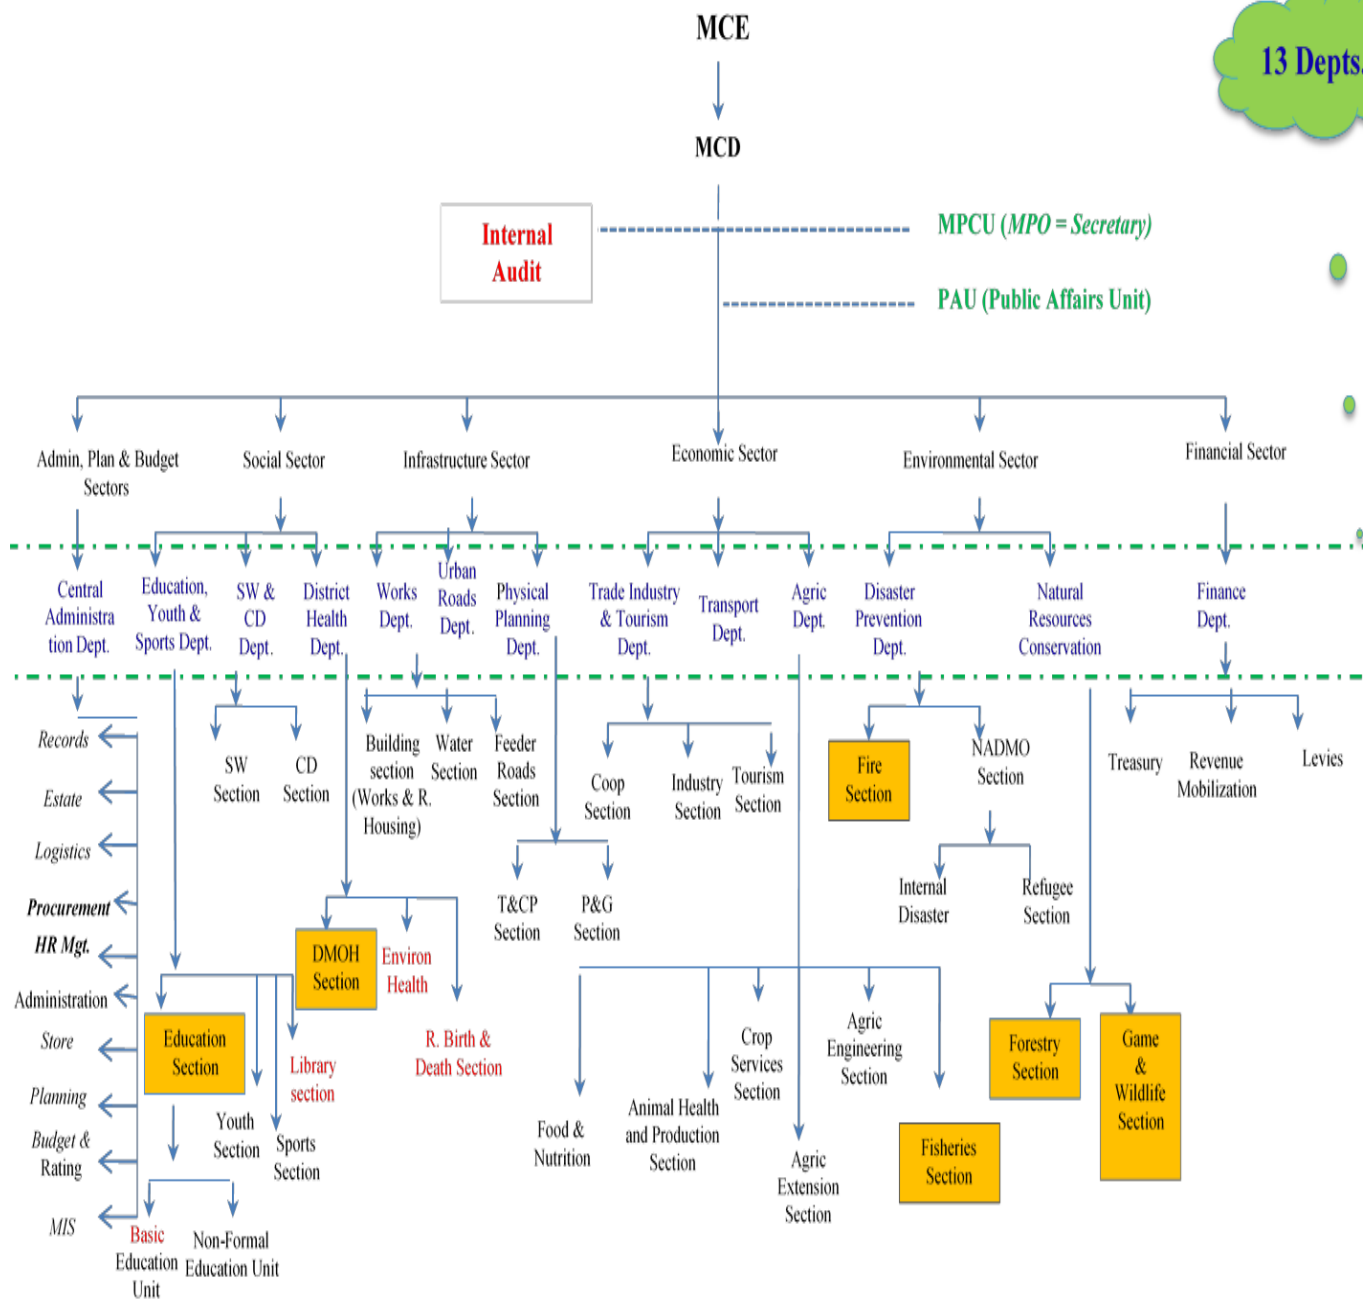 MCE
13 Depts.
MCD
Internal
Audit
MPCU (MPO = Secretary)
PAU (Public Affairs Unit)
Admin, Plan & Budget
Sectors
Social Sector
Infrastructure Sector
Economic Sector
Environmental Sector
Financial Sector
Central
Administra
tion Dept.
Education,
Youth &
Sports Dept.
SW &
CD
Dept.
District
Health
Dept.
Works
Dept.
Urban
Roads
Dept.
Physical
Planning
Dept.
Trade Industry
& Tourism
Dept.
Transport
Dept.
Agric
Dept.
Disaster
Prevention
Dept.
Natural
Resources
Conservation
Finance
Dept.
Records
Estate
Logistics
Procurement
HR Mgt.
Administration
Store
Planning
Budget &
Rating
MIS
SW
Section
CD
Section
Building
section
(Works & R.
Housing)
Water
Section
Feeder
Roads
Section
Coop
Section
Industry
Section
Tourism
Section
Fire
Section
NADMO
Section
Treasury
Revenue
Mobilization
Levies
Internal
Disaster
Refugee
Section
T&CP
Section
P&G
Section
DMOH
Section
Environ
Health
R. Birth &
Death Section
Education
Section
Library
section
Youth
Section
Sports
Section
Basic
Education
Unit
Non-Formal
Education Unit
Food &
Nutrition
Animal Health
and Production
Section
Crop
Services
Section
Agric
Extension
Section
Agric
Engineering
Section
Fisheries
Section
Forestry
Section
Game
&
Wildlife
Section